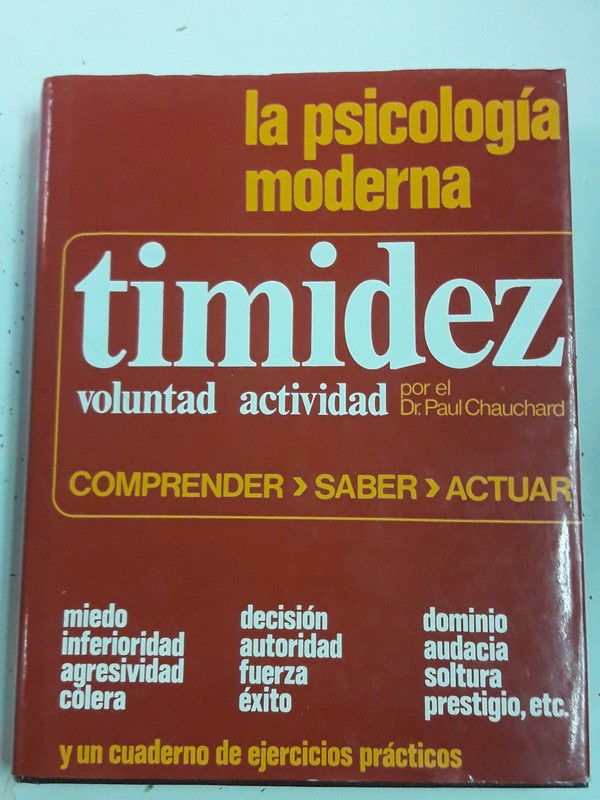 la psicología
moderna
timidez
voluntad actividad
por el
Dr. Paul Chauchard
COMPRENDER › SABER › ACTUAR
miedo
inferioridad
agresividad
cólera
decisión
autoridad
fuerza
éxito
dominio
audacia
soltura
prestigio, etc.
y un cuaderno de ejercicios prácticos